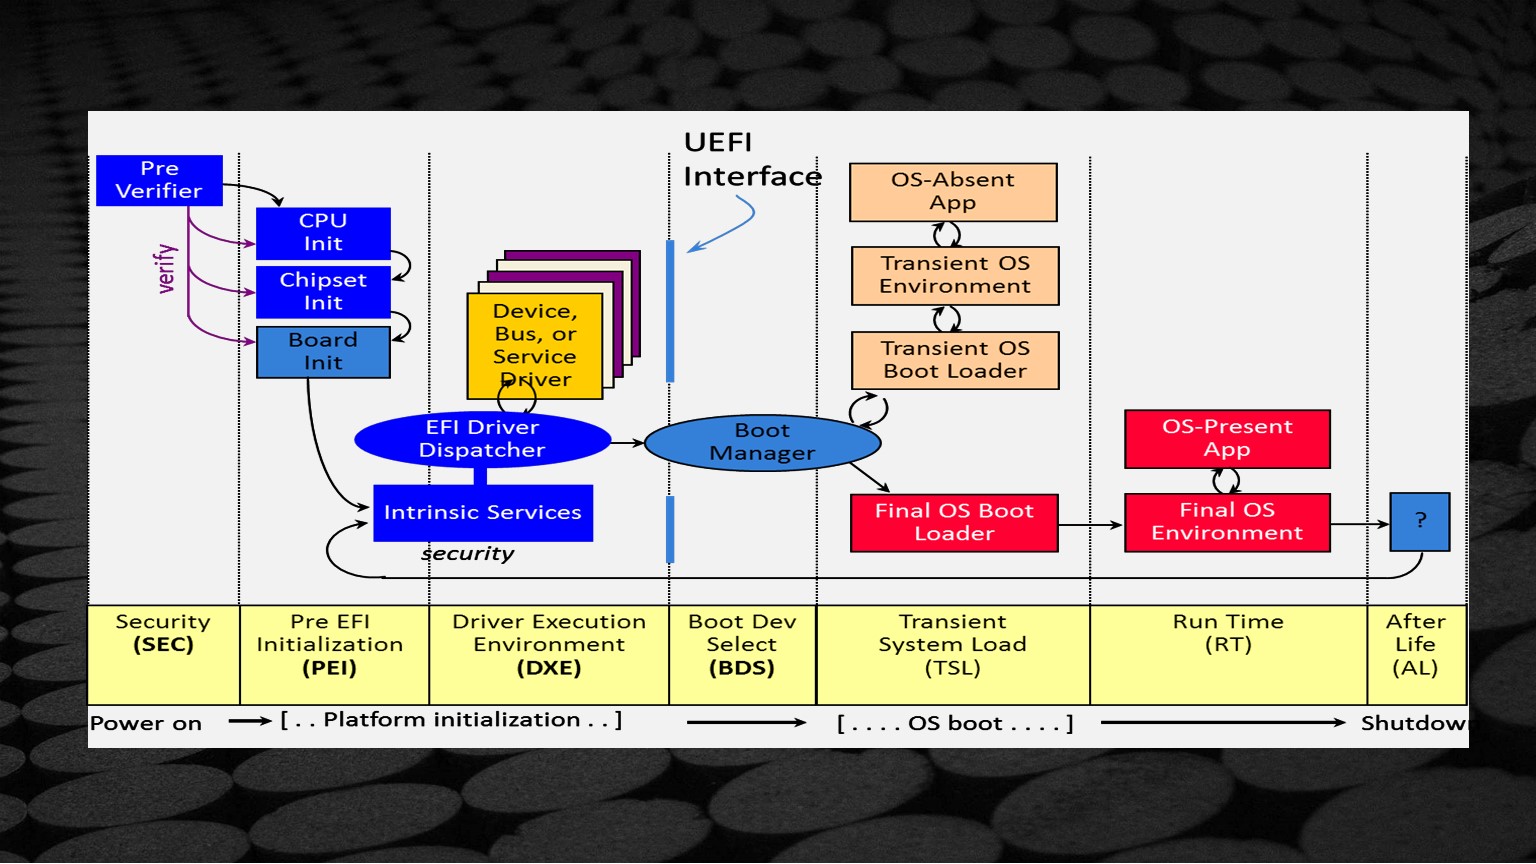 UEFI
Interface
Pre
Verifier
verify
CPU
Init
Chipset
Init
Board
Init
Device,
Bus, or
Service
Driver
EFI Driver
Dispatcher
Intrinsic Services
security
Boot
Manager
OS-Absent
App
Transient OS
Environment
Transient OS
Boot Loader
Final OS Boot
Loader
OS-Present
App
Final OS
Environment
?
Security
(SEC)
Pre EFI
Initialization
(PEI)
Driver Execution
Environment
(DXE)
Boot Dev
Select
(BDS)
Transient
System Load
(TSL)
Run Time
(RT)
After
Life
(AL)
Power on
[ . . Platform initialization . . ]
[ . . . . OS boot . . . . ]
Shutdown